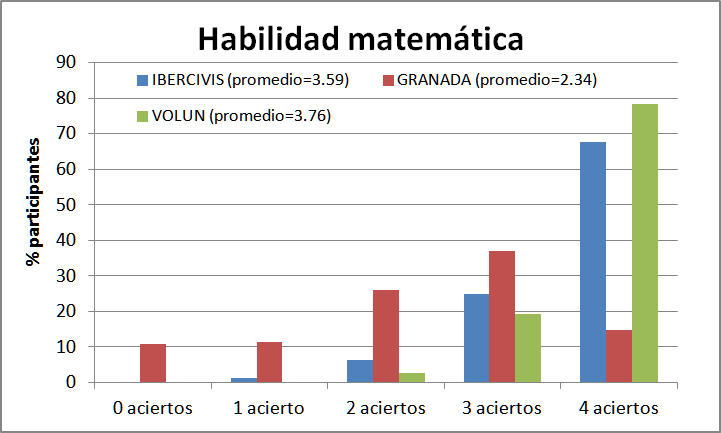 Habilidad matemática
IBERCIVIS (promedio=3.59) GRANADA (promedio=2.34)
VOLUN (promedio=3.76)
% participantes
90
80
70
60
50
40
30
20
10
0
0 aciertos 1 acierto 2 aciertos 3 aciertos 4 aciertos